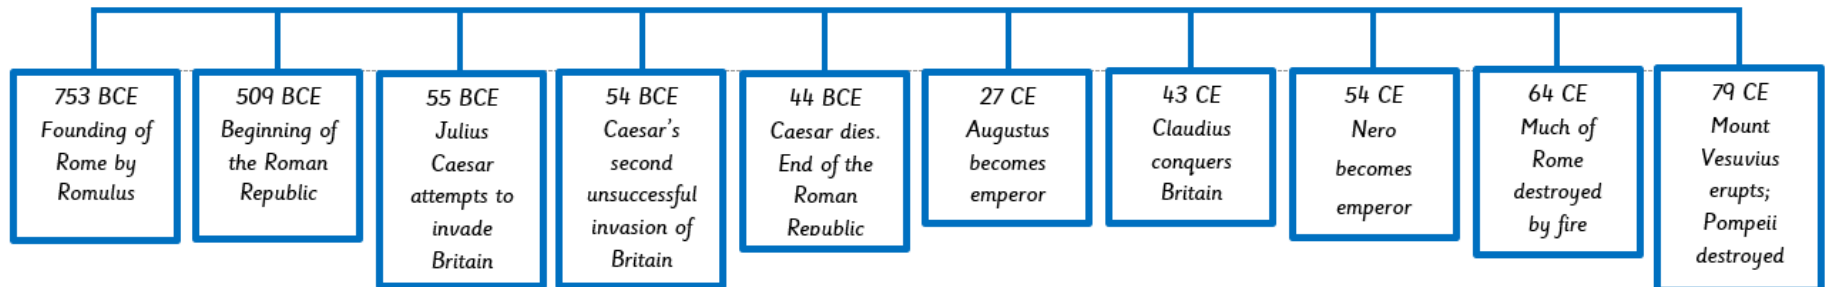 753 BCE
Founding of
Rome by
Romulus
509 BCE
Beginning of
the Roman
Republic
55 BCE
Julius
Caesar
attempts to
invade
Britain
54 BCE
Caesar's
second
unsuccessful
invasion of
Britain
44 BCE
Caesar dies.
End of the
Roman
Republic
27 CE
Augustus
becomes
emperor
43 CE
Claudius
conquers
Britain
54 CE
Nero
becomes
emperor
64 CE
Much of
Rome
destroyed
by fire
79 CE
Mount
Vesuvius
erupts;
Pompeii
destroyed